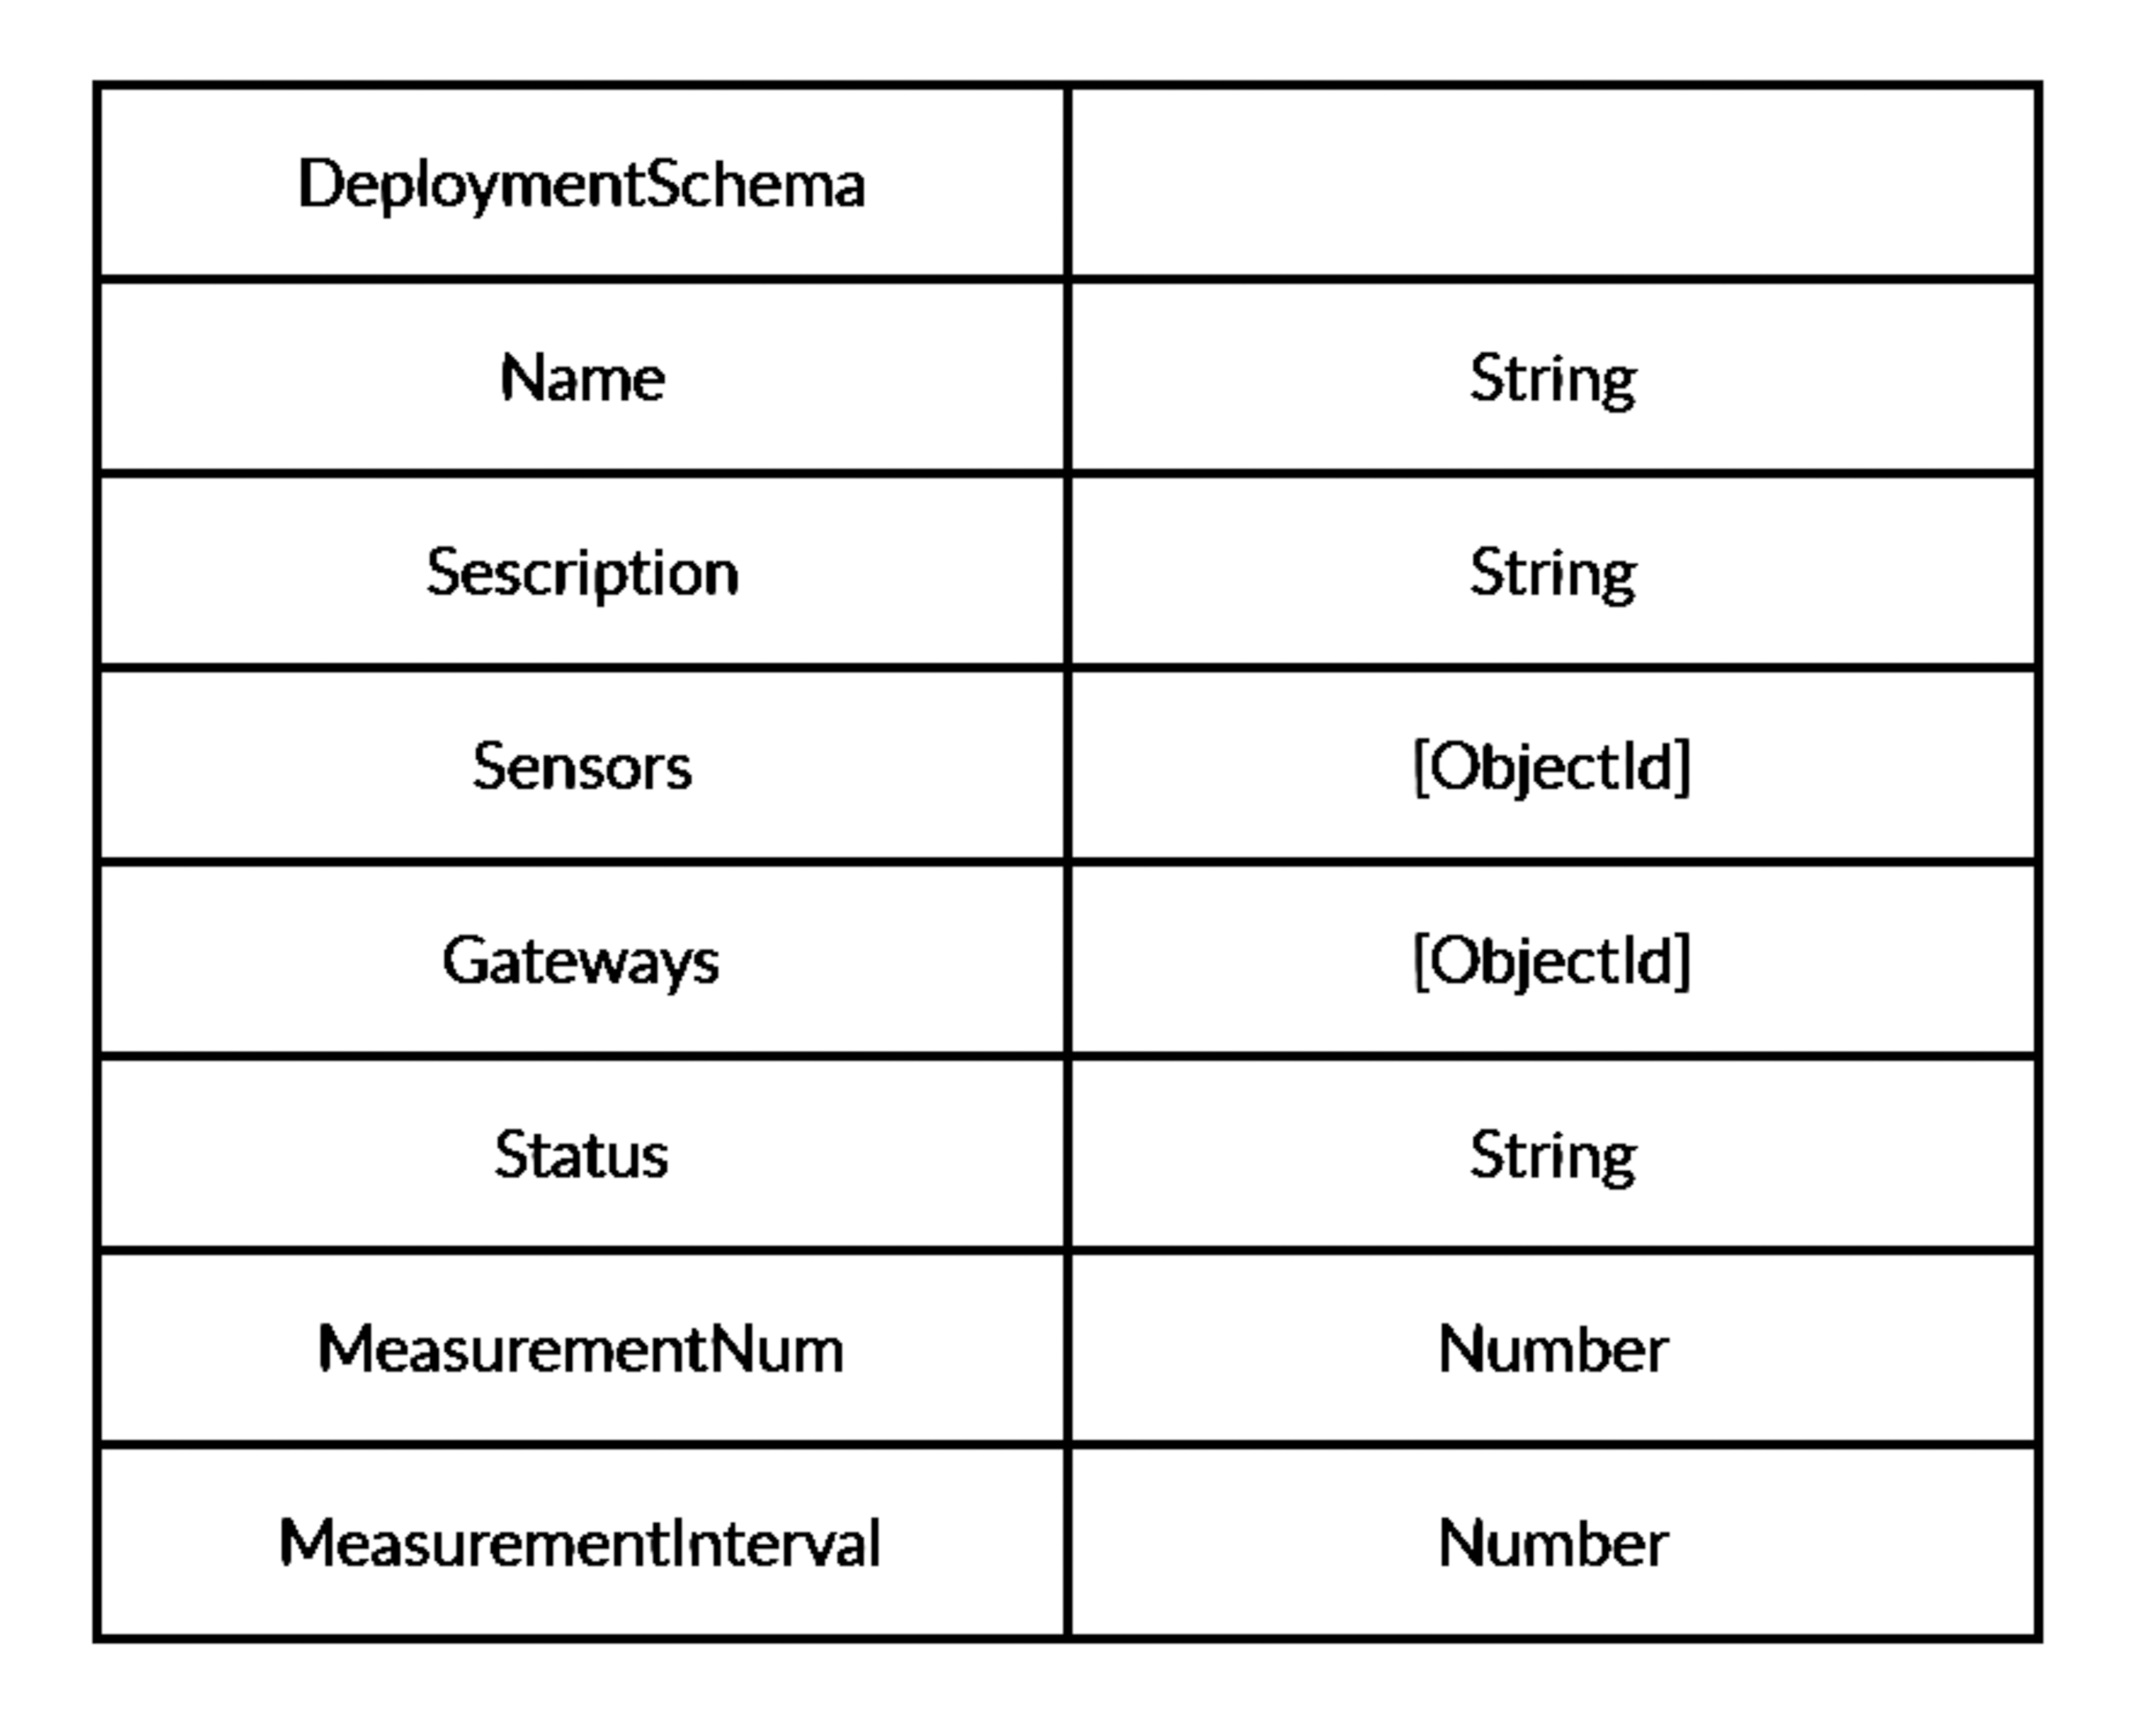 DeploymentSchema
Name String
Sescription String
Sensors [ObjectId]
Gateways [ObjectId]
Status String
MeasurementNum Number
MeasurementInterval Number